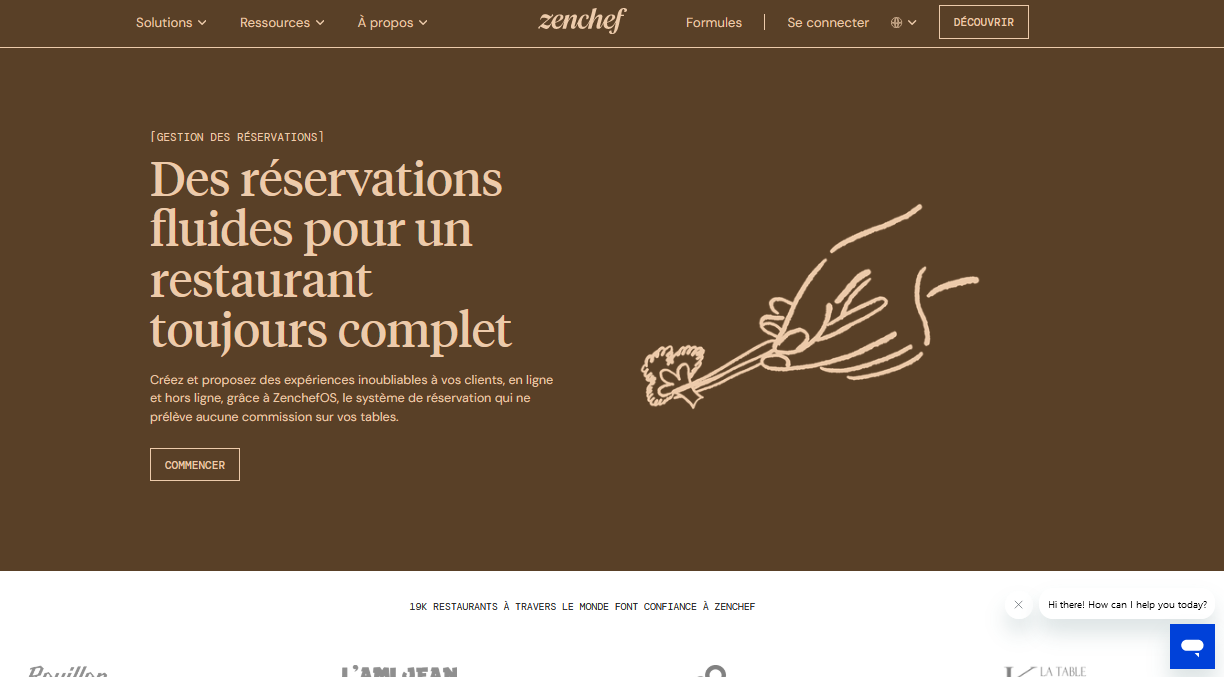 Solutions
Ressources
À propos
zenchef
Formules
Se connecter
DÉCOUVRIR
⌈GESTION DES RÉSERVATIONS⌉
Des réservations
fluides pour un
restaurant
toujours complet
Créez et proposez des expériences inoubliables à vos clients, en ligne
et hors ligne, grâce à ZenchefOS, le système de réservation qui ne
prélève aucune commission sur vos tables.
COMMENCER
19K RESTAURANTS À TRAVERS LE MONDE FONT CONFIANCE À ZENCHEF
Hi there! How can I help you today?
Bouillon
L'AMI JEAN
LA TABLE